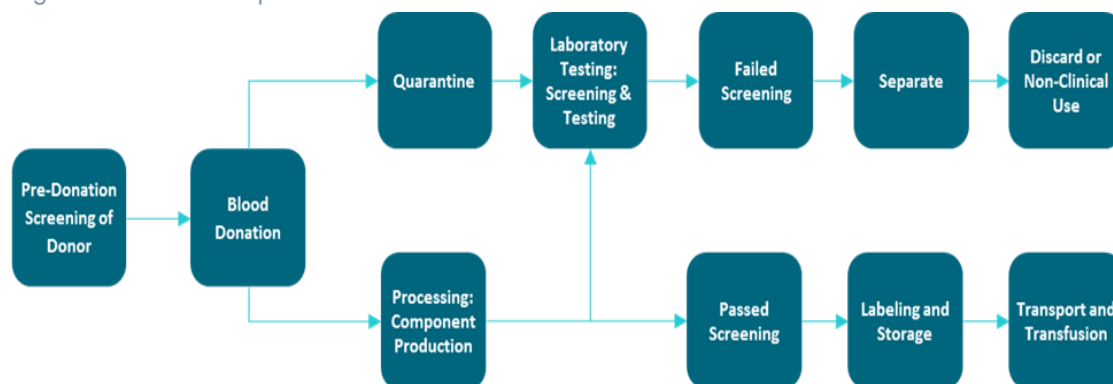 Quarantine
Laboratory
Testing:
Screening &
Testing
Failed
Screening
Separate
Discard or
Non-Clinical
Use
Pre-Donation
Screening of
Donor
Blood
Donation
Processing:
Component
Production
Passed
Screening
Labeling and
Storage
Transport and
Transfusion